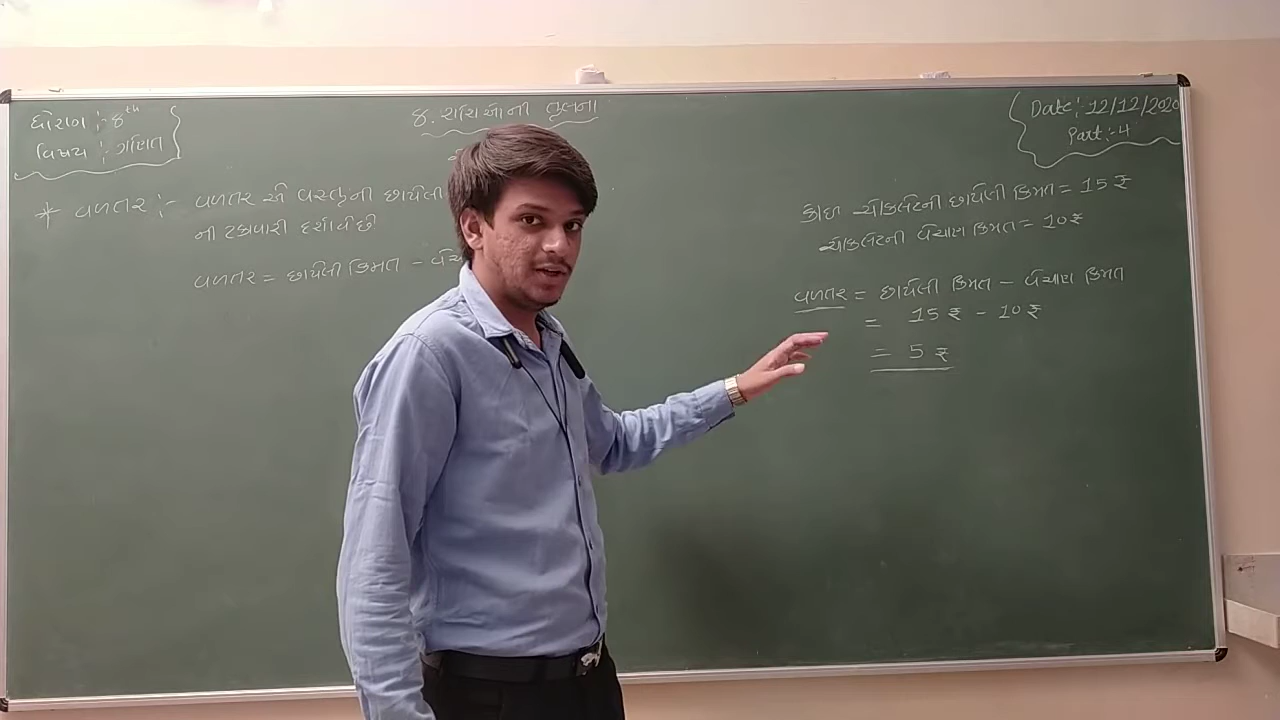 ધોરણ :- 8th
વિષય :- ગણિત
૪. રાશિઓની તુલના
Date:- 12/12/2020
Part:-4
* વળતર :- વળતર એ વસ્તુની છાપેલી
ના ટકાવારી દર્શાવે છે
વળતર = છાપેલી કિંમત -
કોઈ ચોકલેટની છાપેલી કિંમત = 15 ₹
ચોકલેટની વેચાણ કિંમત = 10 ₹
વળતર = છાપેલી કિંમત - વેચાણ કિંમત
= 15 ₹ - 10 ₹
= 5 ₹